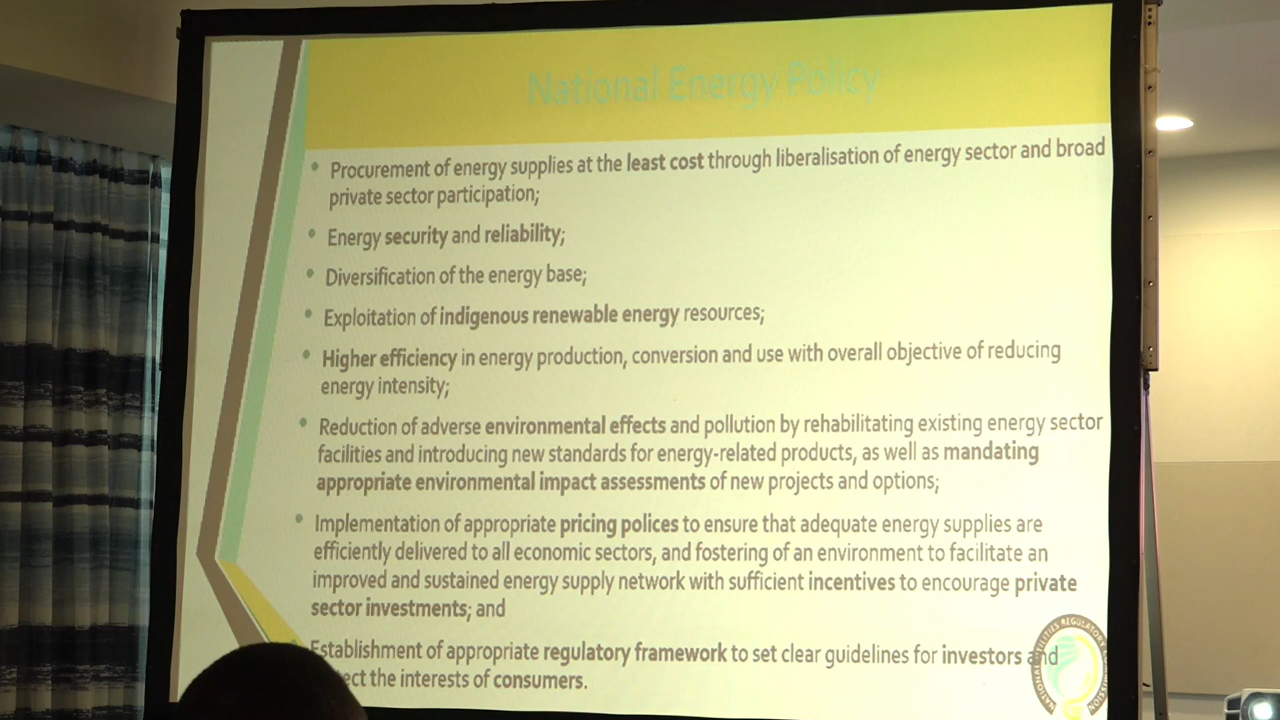 National Energy Policy
• Procurement of energy supplies at the least cost through liberalisation of energy sector and broad
private sector participation;
• Energy security and reliability;
• Diversification of the energy base;
• Exploitation of indigenous renewable energy resources;
• Higher efficiency in energy production, conversion and use with overall objective of reducing
energy intensity;
• Reduction of adverse environmental effects and pollution by rehabilitating existing energy sector
facilities and introducing new standards for energy-related products, as well as mandating
appropriate environmental impact assessments of new projects and options;
• Implementation of appropriate pricing polices to ensure that adequate energy supplies are
efficiently delivered to all economic sectors, and fostering of an environment to facilitate an
improved and sustained energy supply network with sufficient incentives to encourage private
sector investments; and
Establishment of appropriate regulatory framework to set clear guidelines for investors and
the interests of consumers.
NATIONAL UTILITIES REGULATORY COMMISSION